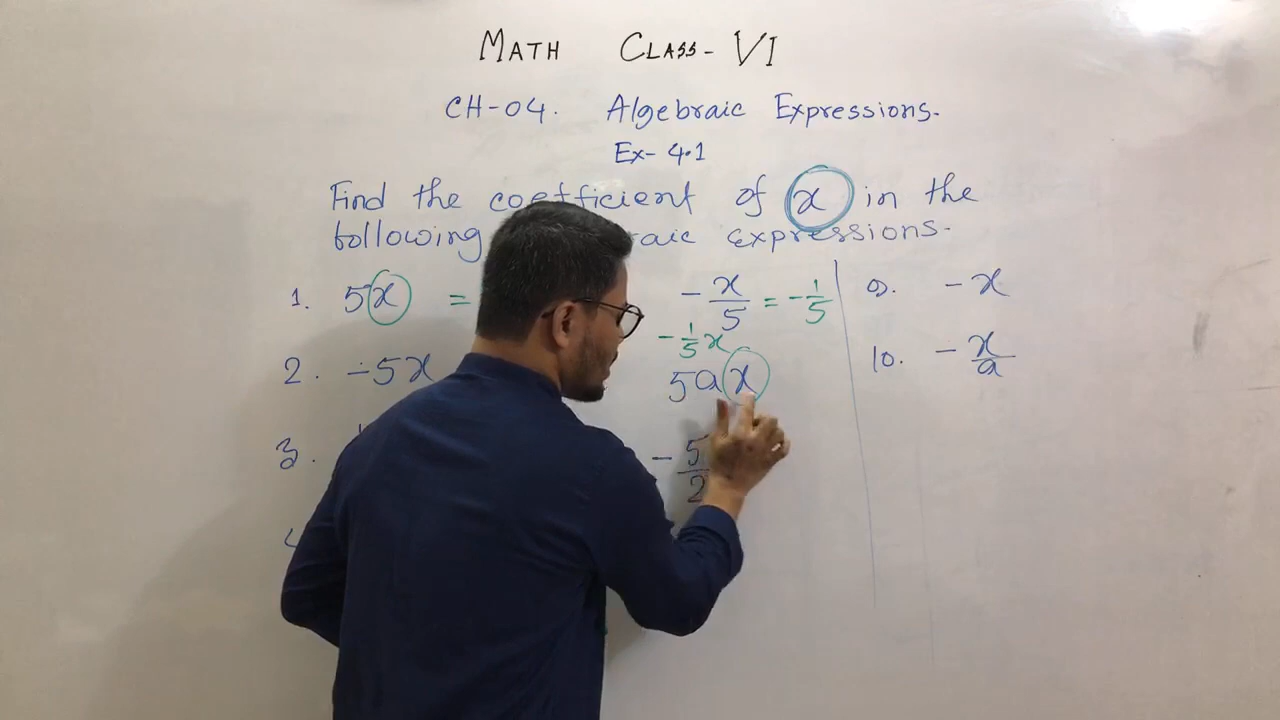 MATH CLASS-VI
CH-04. Algebraic Expressions.
Ex-4.1
Find the coefficient of x in the
following expressions.
1. 5x =
2. -5x
3.
-x/5 = -1/5
-1/5 x
5ax
-5/2
9. -x
10. -x/a